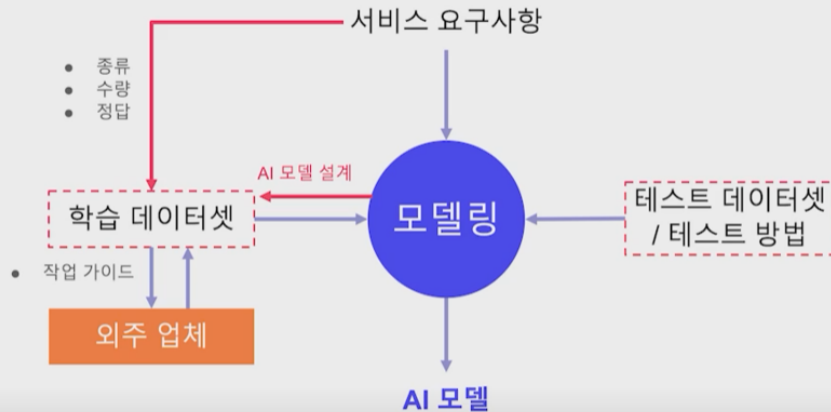 서비스 요구사항
종류
수량
정답
AI 모델 설계
학습 데이터셋
모델링
테스트 데이터셋
/ 테스트 방법
작업 가이드
외주 업체
AI 모델